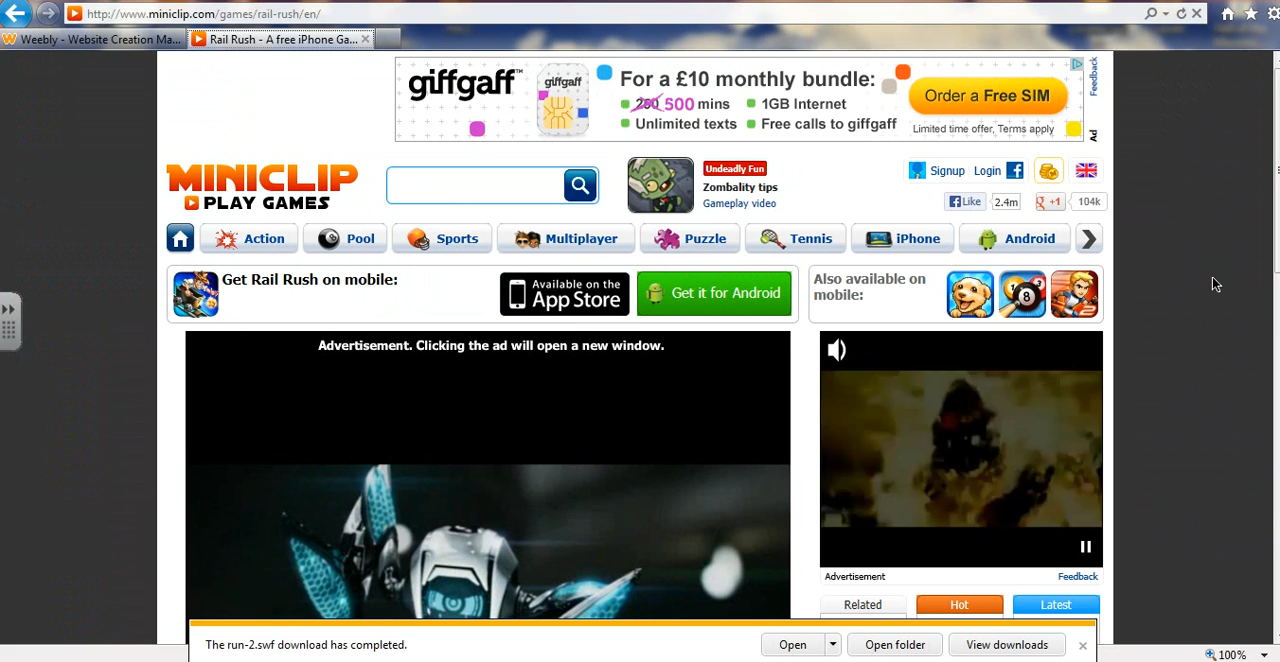 http://www.miniclip.com/games/rail-rush/en/
Weebly - Website Creation Ma...
Rail Rush - A free iPhone Ga...
giffgaff™
giffgaff
For a £10 monthly bundle:
250 500 mins
1GB Internet
Unlimited texts
Free calls to giffgaff
Order a Free SIM
Limited time offer, Terms apply
Feedback
Ad
MINICLIP
PLAY GAMES
Undeadly Fun
Zombality tips
Gameplay video
Signup Login
Like 2.4m
+1 104k
Action
Pool
Sports
Multiplayer
Puzzle
Tennis
iPhone
Android
Get Rail Rush on mobile:
Available on the
App Store
Get it for Android
Also available on
mobile:
Advertisement. Clicking the ad will open a new window.
Advertisement
Feedback
Related
Hot
Latest
The run-2.swf download has completed.
Open
Open folder
View downloads
100%